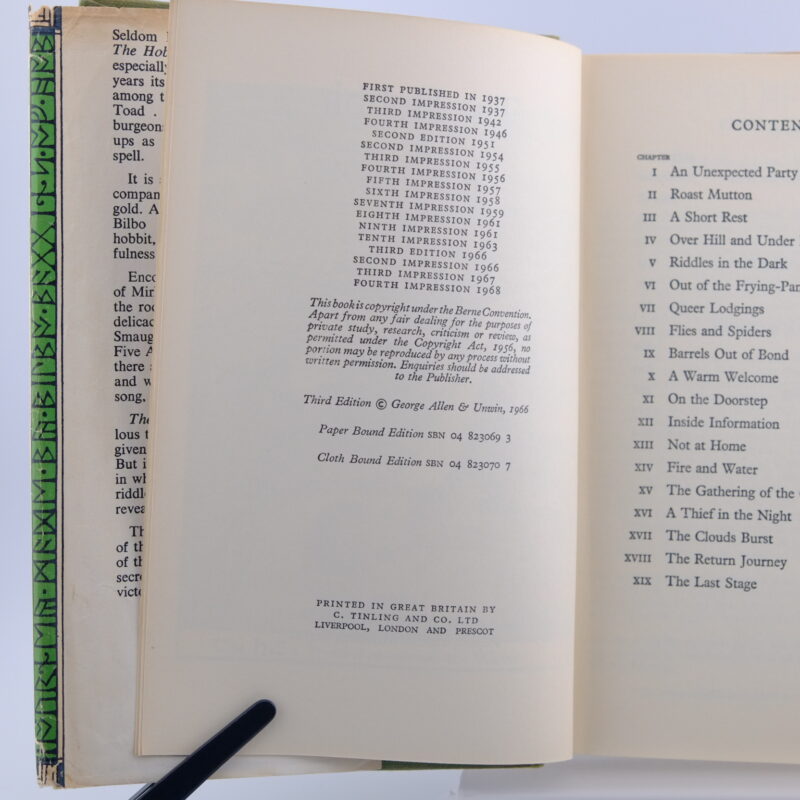 Seldom
The Hob
especially
years its
among t
Toad .
burgeon
ups as
spell.
It is
compan
gold. A
Bilbo
hobbit,
fulness
Enco
of Mir
the roo
delicac
Smaug
Five A
there
and w
song,
The
lous t
given
But i
in wh
riddl
revea
Th
of th
of th
secre
victo
FIRST PUBLISHED IN 1937
SECOND IMPRESSION 1937
THIRD IMPRESSION 1942
FOURTH IMPRESSION 1946
SECOND EDITION 1951
SECOND IMPRESSION 1954
THIRD IMPRESSION 1955
FOURTH IMPRESSION 1956
FIFTH IMPRESSION 1957
SIXTH IMPRESSION 1958
SEVENTH IMPRESSION 1959
EIGHTH IMPRESSION 1961
NINTH IMPRESSION 1961
TENTH IMPRESSION 1963
THIRD EDITION 1966
SECOND IMPRESSION 1966
THIRD IMPRESSION 1967
FOURTH IMPRESSION 1968
This book is copyright under the Berne Convention.
Apart from any fair dealing for the purposes of
private study, research, criticism or review, as
permitted under the Copyright Act, 1956, no
portion may be reproduced by any process without
written permission. Enquiries should be addressed
to the Publisher.
Third Edition © George Allen & Unwin, 1966
Paper Bound Edition SBN 04 823069 3
Cloth Bound Edition SBN 04 823070 7
PRINTED IN GREAT BRITAIN BY
C. TINLING AND CO. LTD
LIVERPOOL, LONDON AND PRESCOT
CONTEN
CHAPTER
I An Unexpected Party
II Roast Mutton
III A Short Rest
IV Over Hill and Under
V Riddles in the Dark
VI Out of the Frying-Pan
VII Queer Lodgings
VIII Flies and Spiders
IX Barrels Out of Bond
X A Warm Welcome
XI On the Doorstep
XII Inside Information
XIII Not at Home
XIV Fire and Water
XV The Gathering of the
XVI A Thief in the Night
XVII The Clouds Burst
XVIII The Return Journey
XIX The Last Stage